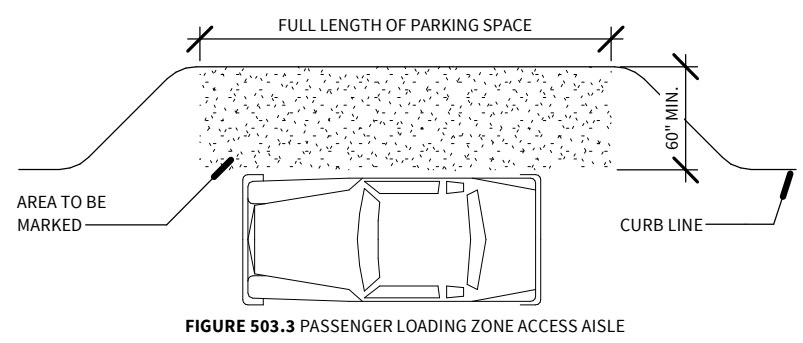 FULL LENGTH OF PARKING SPACE
60" MIN.
AREA TO BE
MARKED
CURB LINE
FIGURE 503.3 PASSENGER LOADING ZONE ACCESS AISLE